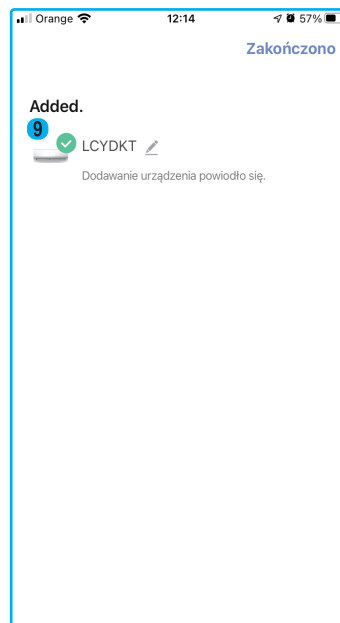 Orange 12:14 57%
Zakończono
Added.
9
LCYDKT
Dodawanie urządzenia powiodło się.